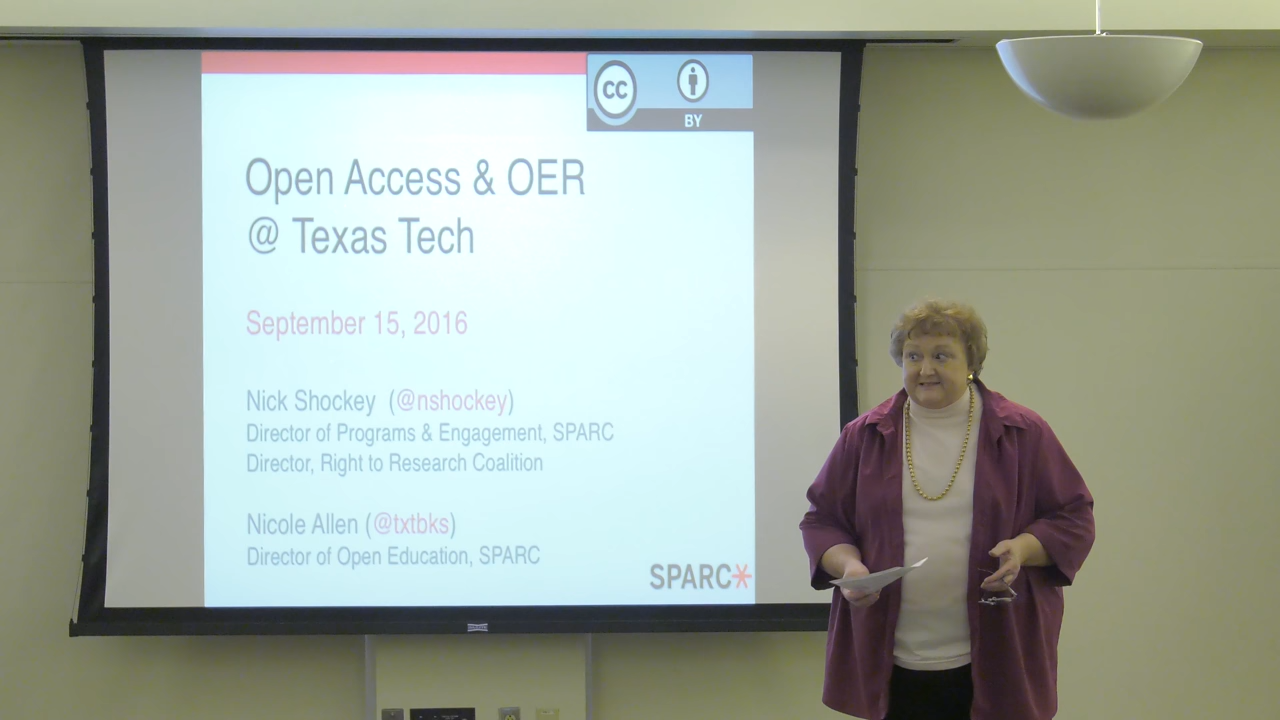 CC
BY
Open Access & OER
@ Texas Tech
September 15, 2016
Nick Shockey (@nshockey)
Director of Programs & Engagement, SPARC
Director, Right to Research Coalition
Nicole Allen (@txtbks)
Director of Open Education, SPARC
SPARC*